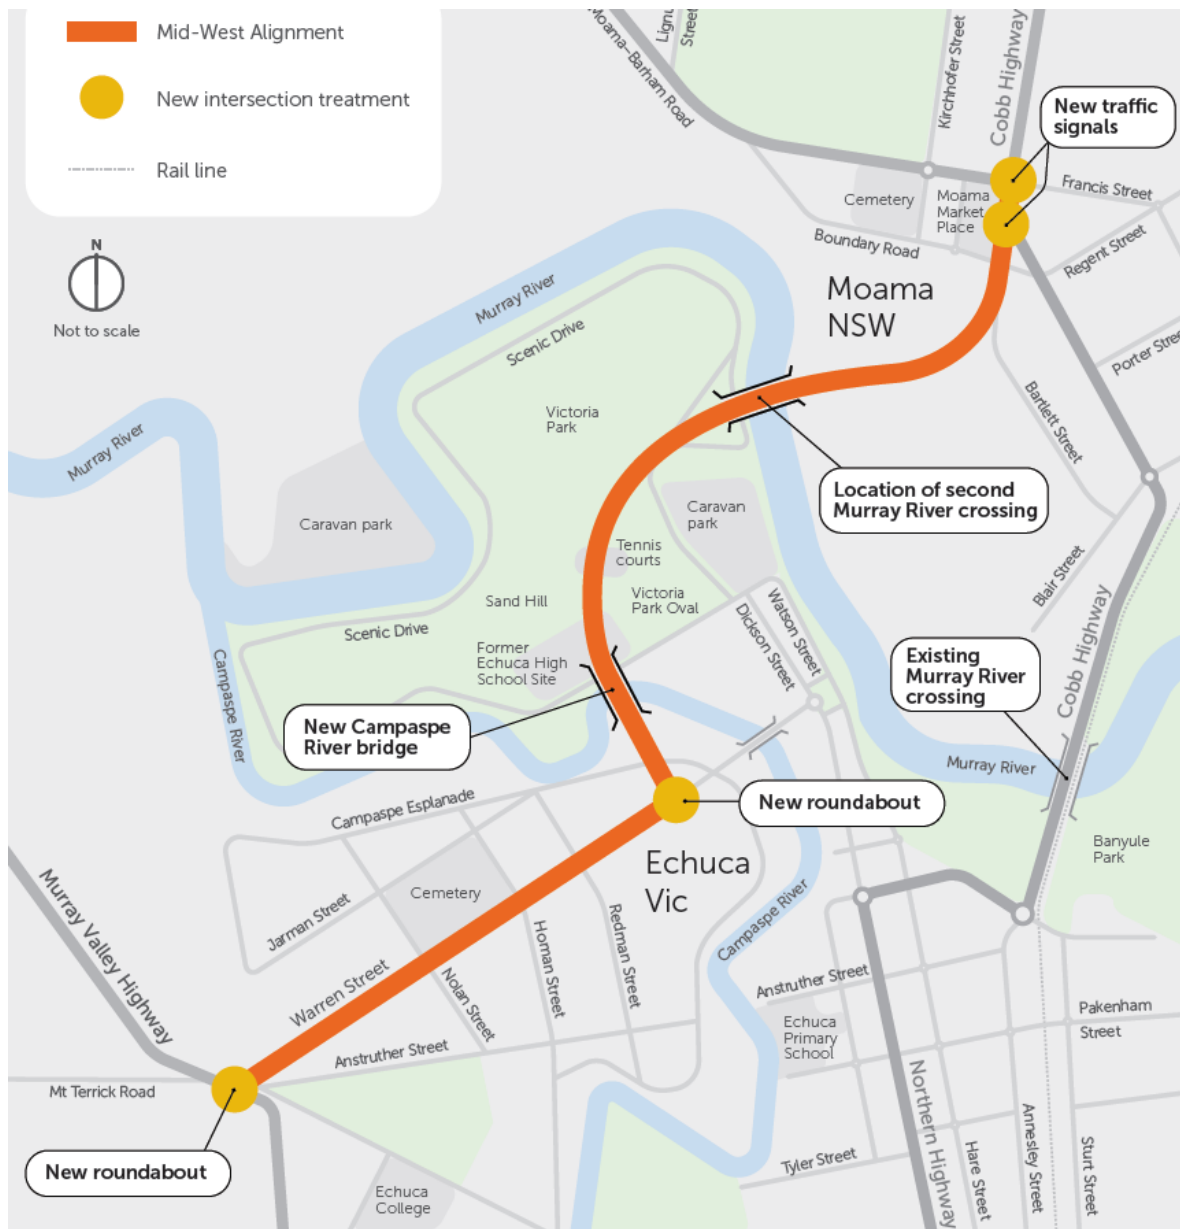 Mid-West Alignment
New intersection treatment
Rail line
N
Not to scale
Moama–Barham Road
Street
Kirchhofer Street
Cobb Highway
New traffic
signals
Francis Street
Cemetery
Moama
Market
Place
Boundary Road
Regent Street
Moama
NSW
Porter Stree
Bartlett Street
Murray River
Scenic Drive
Victoria
Park
Murray River
Caravan park
Location of second
Murray River crossing
Caravan
park
Tennis
courts
Sand Hill
Victoria
Park Oval
Watson Street
Dickson Street
Blair Street
Scenic Drive
Former
Echuca High
School Site
Campaspe River
Existing
Murray River
crossing
Cobb Highway
New Campaspe
River bridge
Murray River
Campaspe Esplanade
New roundabout
Banyule
Park
Echuca
Vic
Cemetery
Murray Valley Highway
Jarman Street
Redman Street
Homan Street
Campaspe River
Warren Street
Nolan Street
Anstruther Street
Anstruther Street
Pakenham
Street
Echuca
Primary
School
Mt Terrick Road
Northern Highway
Annesley Street
Hare Street
Sturt Street
Tyler Street
New roundabout
Echuca
College